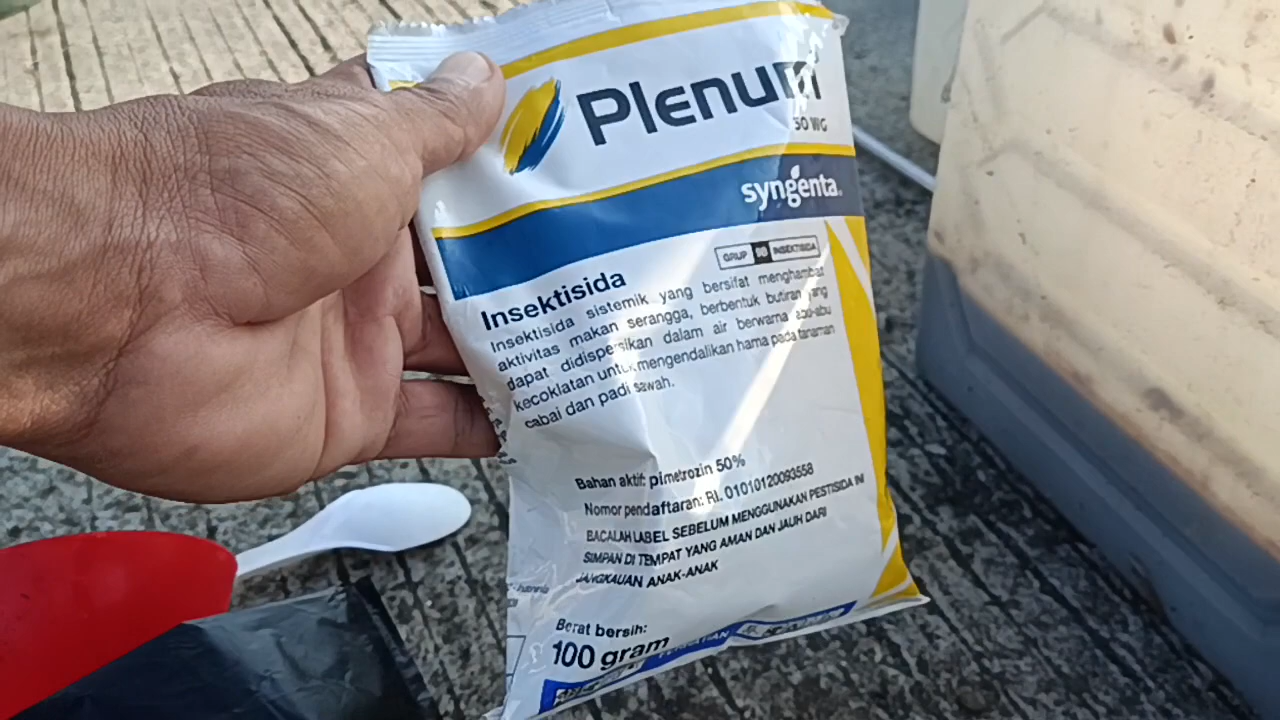 Plenum
50 WG
syngenta.
GRUP 9B INSEKTISIDA
Insektisida
Insektisida sistemik yang bersifat menghambat
aktivitas makan serangga, berbentuk butiran yang
dapat didispersikan dalam air berwarna abu-abu
kecoklatan untuk mengendalikan hama pada tanaman
cabai dan padi sawah.
Bahan aktif: pimetrozin 50%
Nomor pendaftaran: RI. 01010120093558
BACALAH LABEL SEBELUM MENGGUNAKAN PESTISIDA INI
SIMPAN DI TEMPAT YANG AMAN DAN JAUH DARI
JANGKAUAN ANAK-ANAK
Berat bersih:
100 gram